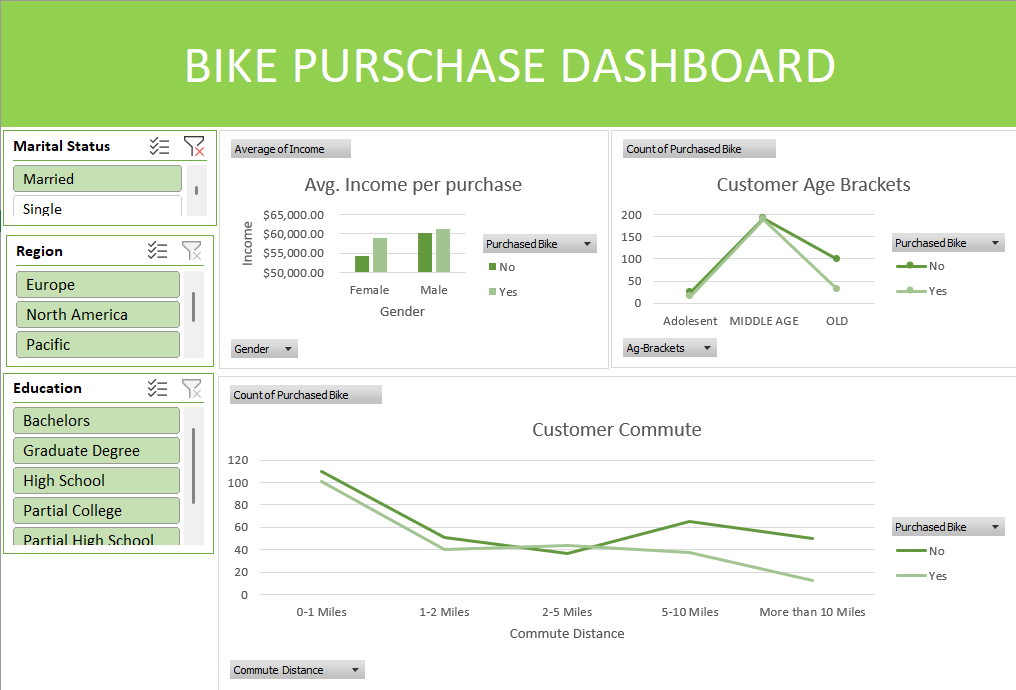 BIKE PURSCHASE DASHBOARD
Marital Status
Married
Single
Region
Europe
North America
Pacific
Education
Bachelors
Graduate Degree
High School
Partial College
Partial High School
Average of Income
Avg. Income per purchase
$65,000.00
$60,000.00
$55,000.00
$50,000.00
Income
Female Male
Gender
Purchased Bike
No
Yes
Gender
Count of Purchased Bike
Customer Age Brackets
200
150
100
50
0
Adolesent MIDDLE AGE OLD
Purchased Bike
No
Yes
Ag-Brackets
Count of Purchased Bike
Customer Commute
120
100
80
60
40
20
0
0-1 Miles 1-2 Miles 2-5 Miles 5-10 Miles More than 10 Miles
Commute Distance
Purchased Bike
No
Yes
Commute Distance